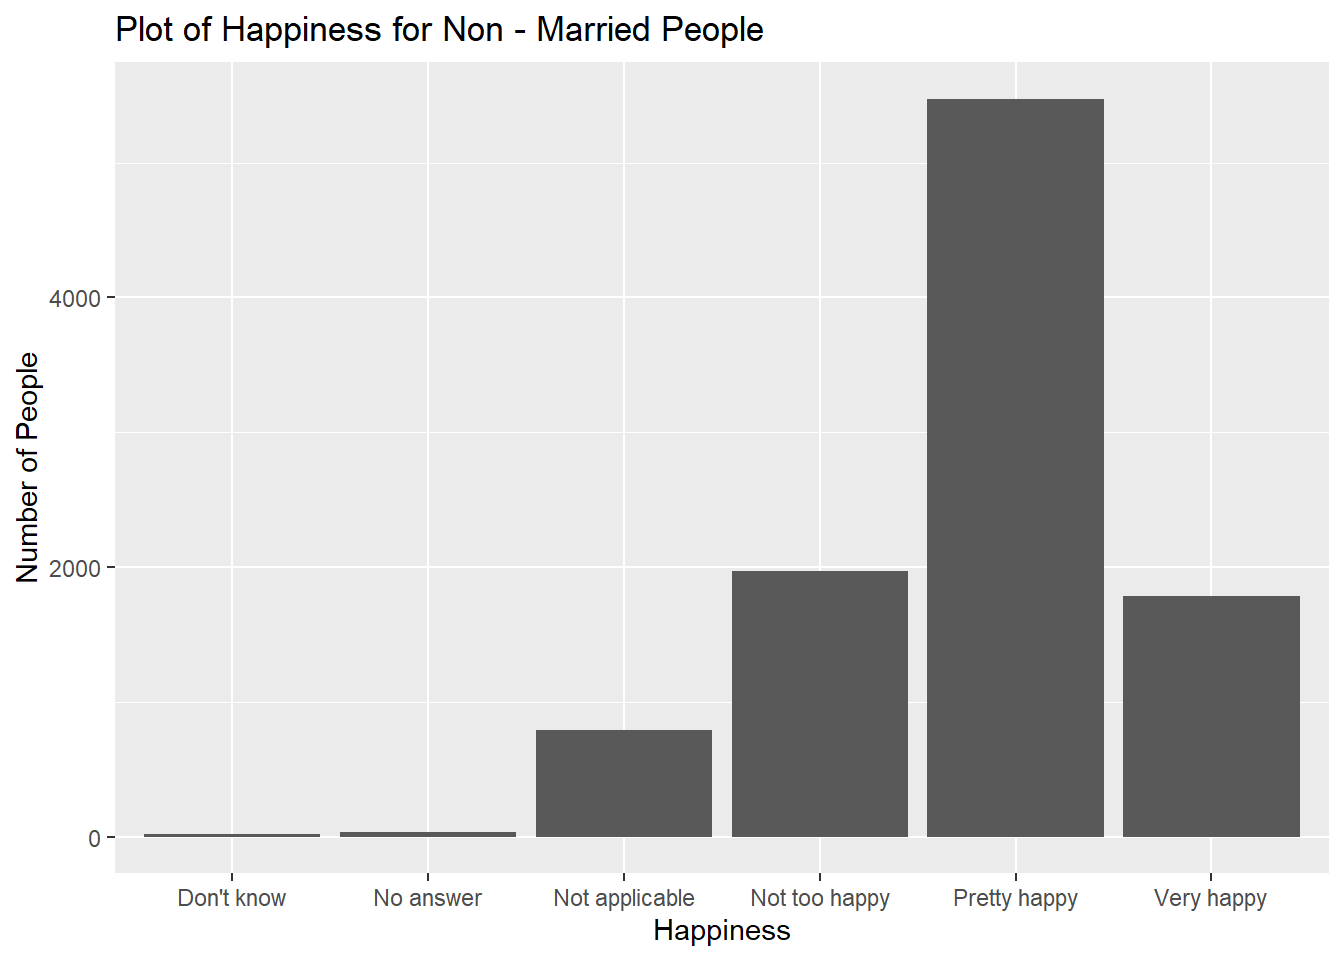 Plot of Happiness for Non - Married People
Number of People
4000
2000
0
Don't know No answer Not applicable Not too happy Pretty happy Very happy
Happiness